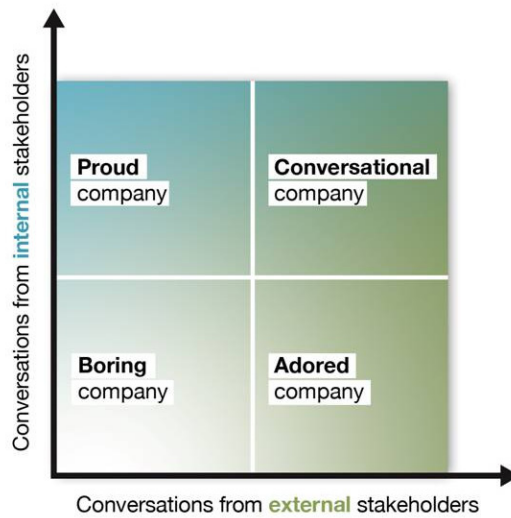 Conversations from internal stakeholders
Proud
company
Conversational
company
Boring
company
Adored
company
Conversations from external stakeholders